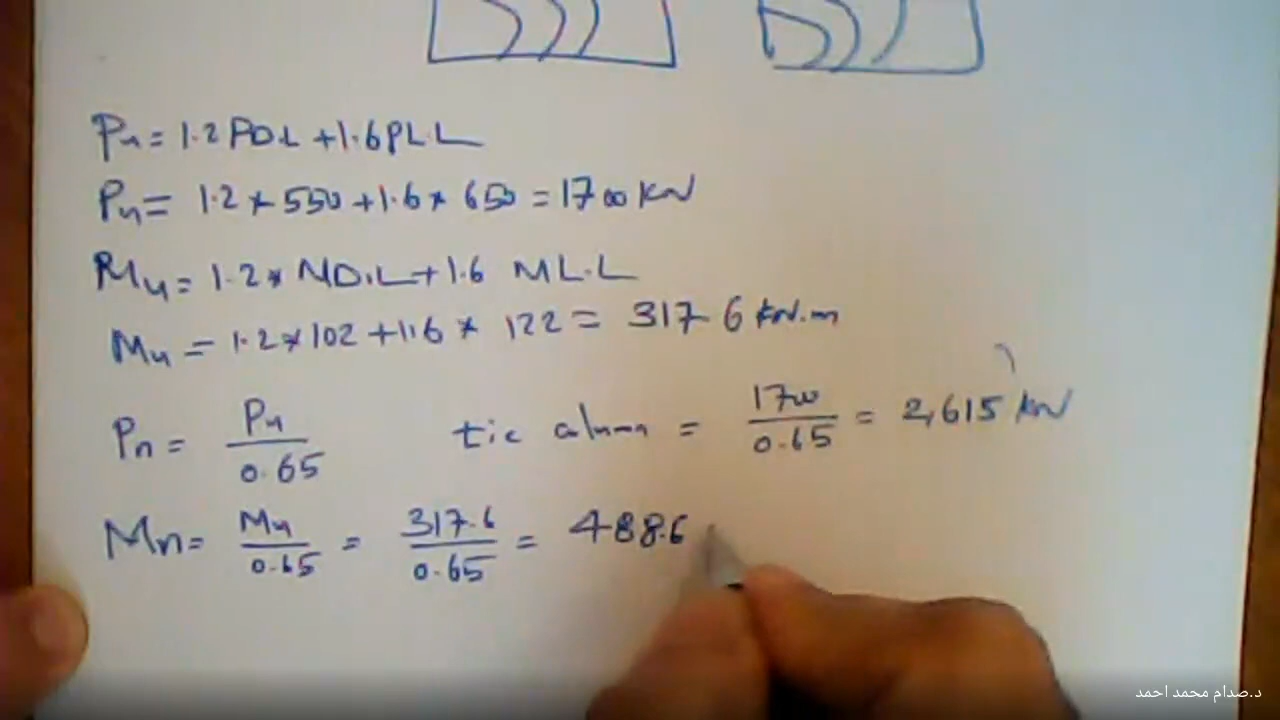 Pu = 1.2 PD.L + 1.6 PL.L
Pu = 1.2 * 550 + 1.6 * 650 = 1700 kN
Mu = 1.2 * MD.L + 1.6 ML.L
Mu = 1.2 * 102 + 1.6 * 122 = 317.6 kN.m
Pn = Pu / 0.65 tie column = 1700 / 0.65 = 2,615 kN
Mn = Mu / 0.65 = 317.6 / 0.65 = 488.6
د.صدام محمد احمد